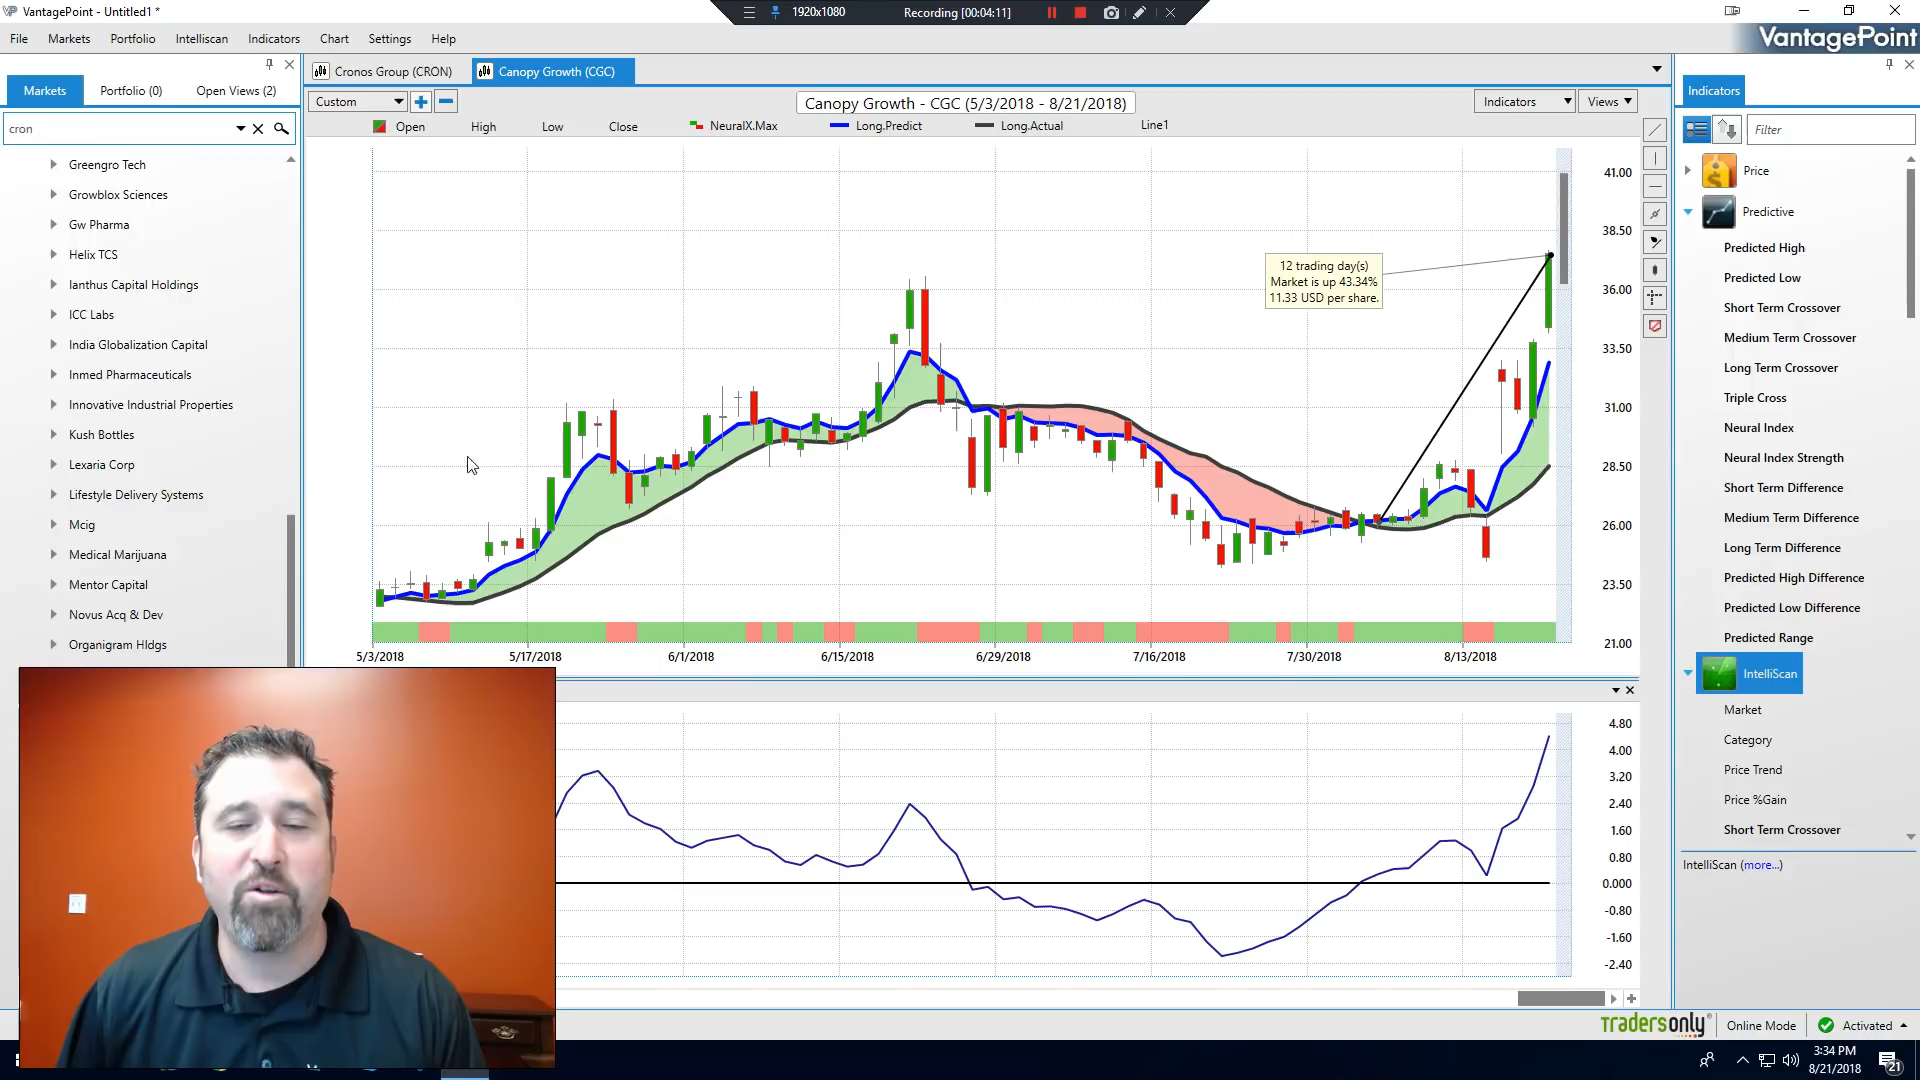 VantagePoint - Untitled1 *
1920x1080
Recording [00:04:11]
File
Markets
Portfolio
Intelliscan
Indicators
Chart
Settings
Help
VantagePoint
Markets
Portfolio (0)
Open Views (2)
cron
Greengro Tech
Growblox Sciences
Gw Pharma
Helix TCS
Ianthus Capital Holdings
ICC Labs
India Globalization Capital
Inmed Pharmaceuticals
Innovative Industrial Properties
Kush Bottles
Lexaria Corp
Lifestyle Delivery Systems
Mcig
Medical Marijuana
Mentor Capital
Novus Acq & Dev
Organigram Hldgs
Cronos Group (CRON)
Canopy Growth (CGC)
Custom
Canopy Growth - CGC (5/3/2018 - 8/21/2018)
Indicators
Views
Open
High
Low
Close
NeuralX.Max
Long.Predict
Long.Actual
Line1
12 trading day(s)
Market is up 43.34%
11.33 USD per share.
41.00
38.50
36.00
33.50
31.00
28.50
26.00
23.50
21.00
5/3/2018
5/17/2018
6/1/2018
6/15/2018
6/29/2018
7/16/2018
7/30/2018
8/13/2018
4.80
4.00
3.20
2.40
1.60
0.80
0.000
-0.80
-1.60
-2.40
Indicators
Filter
Price
Predictive
Predicted High
Predicted Low
Short Term Crossover
Medium Term Crossover
Long Term Crossover
Triple Cross
Neural Index
Neural Index Strength
Short Term Difference
Medium Term Difference
Long Term Difference
Predicted High Difference
Predicted Low Difference
Predicted Range
IntelliScan
Market
Category
Price Trend
Price %Gain
Short Term Crossover
IntelliScan (more...)
tradersonly
Online Mode
Activated
3:34 PM
8/21/2018
21